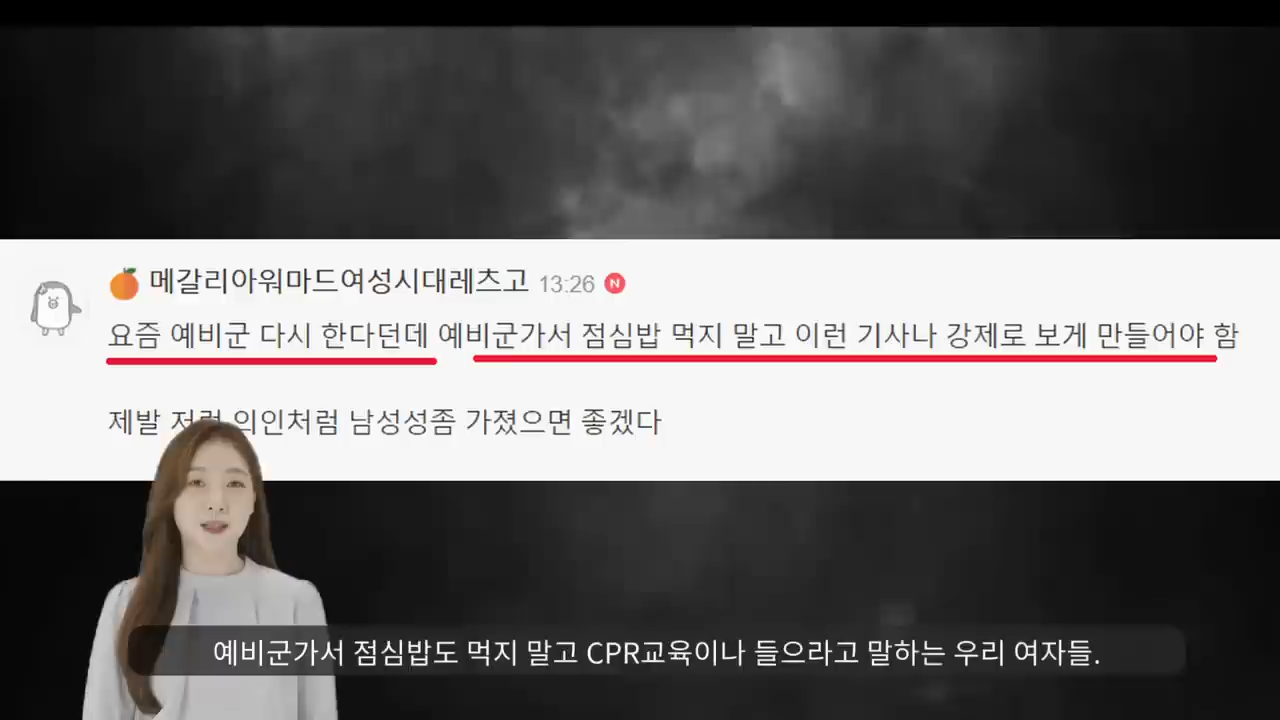 메갈리아워마드여성시대레츠고 13:26 N
요즘 예비군 다시 한다던데 예비군가서 점심밥 먹지 말고 이런 기사나 강제로 보게 만들어야 함
제발 저런 의인처럼 남성성좀 가졌으면 좋겠다
예비군가서 점심밥도 먹지 말고 CPR교육이나 들으라고 말하는 우리 여자들.